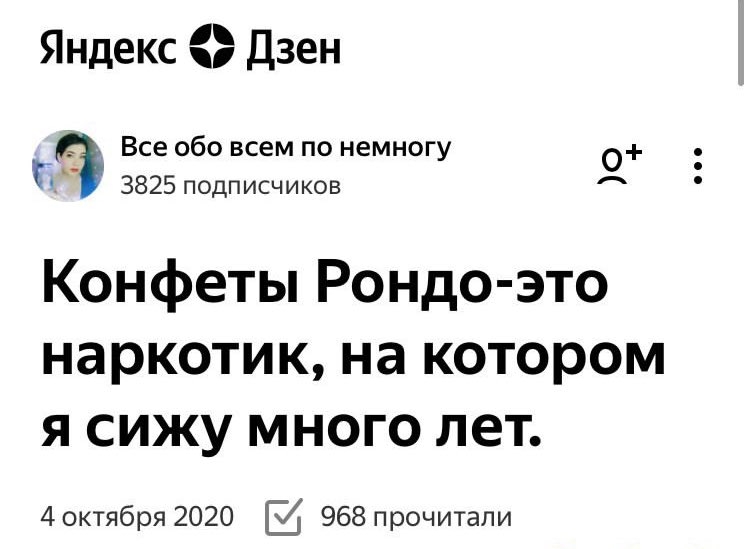 Яндекс Дзен
Все обо всем по немногу
3825 подписчиков
Конфеты Рондо-это
наркотик, на котором
я сижу много лет.
4 октября 2020 968 прочитали